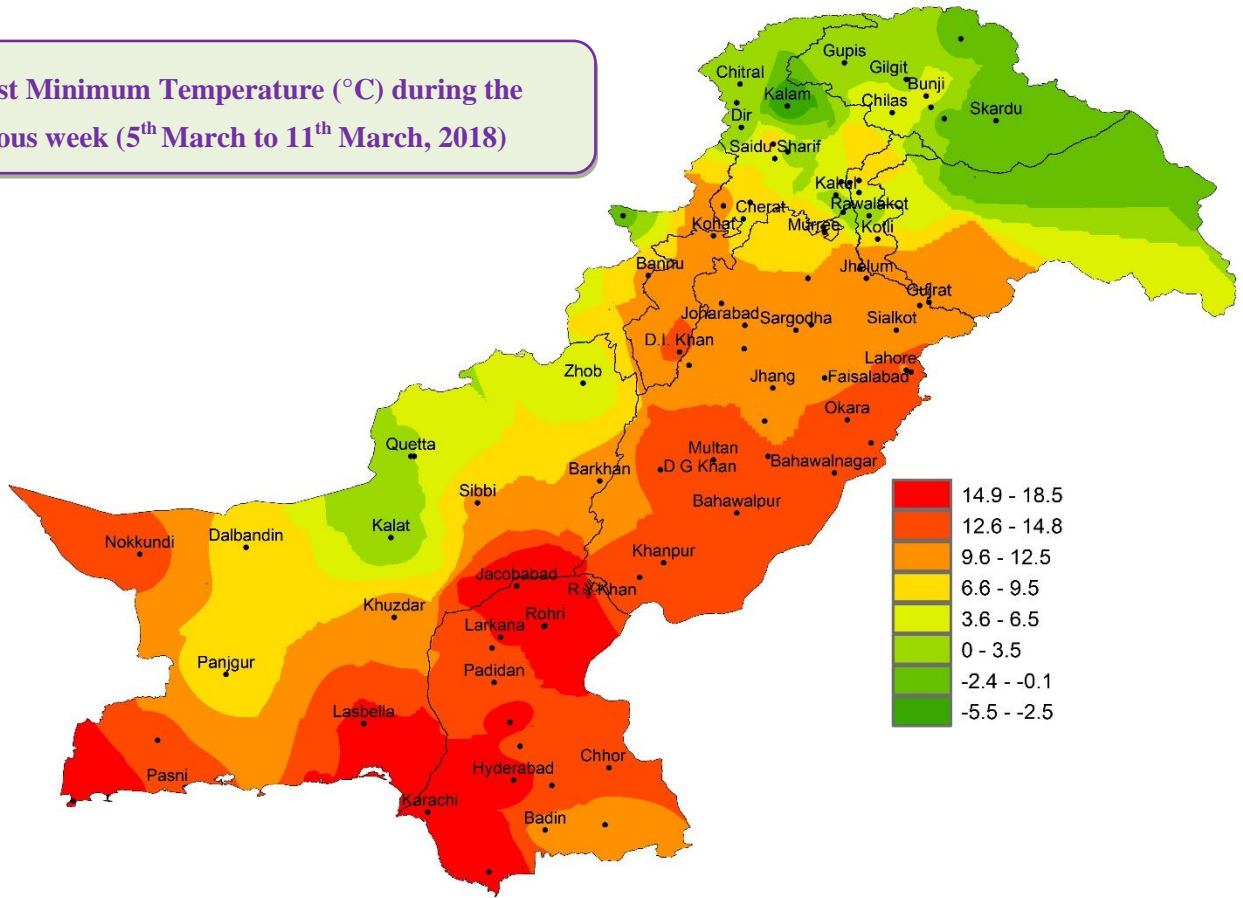 st Minimum Temperature (°C) during the
ous week (5th March to 11th March, 2018)
Gupis
Chitral
Gilgit
Bunji
Kalam
Chilas
Skardu
Dir
Saidu Sharif
Kakul
Cherat
Rawalakot
Kohat
Murree
Kotli
Bannu
Jhelum
Gujrat
Joharabad
Sargodha
Sialkot
D.I. Khan
Lahore
Zhob
Jhang
Faisalabad
Okara
Quetta
Multan
D G Khan
Bahawalnagar
Barkhan
Sibbi
Bahawalpur
Kalat
Nokkundi
Dalbandin
Khanpur
Jacobabad
Khan
Khuzdar
Rohri
Larkana
Panjgur
Padidan
Lasbella
Chhor
Pasni
Hyderabad
Karachi
Badin
14.9 - 18.5
12.6 - 14.8
9.6 - 12.5
6.6 - 9.5
3.6 - 6.5
0 - 3.5
-2.4 - -0.1
-5.5 - -2.5